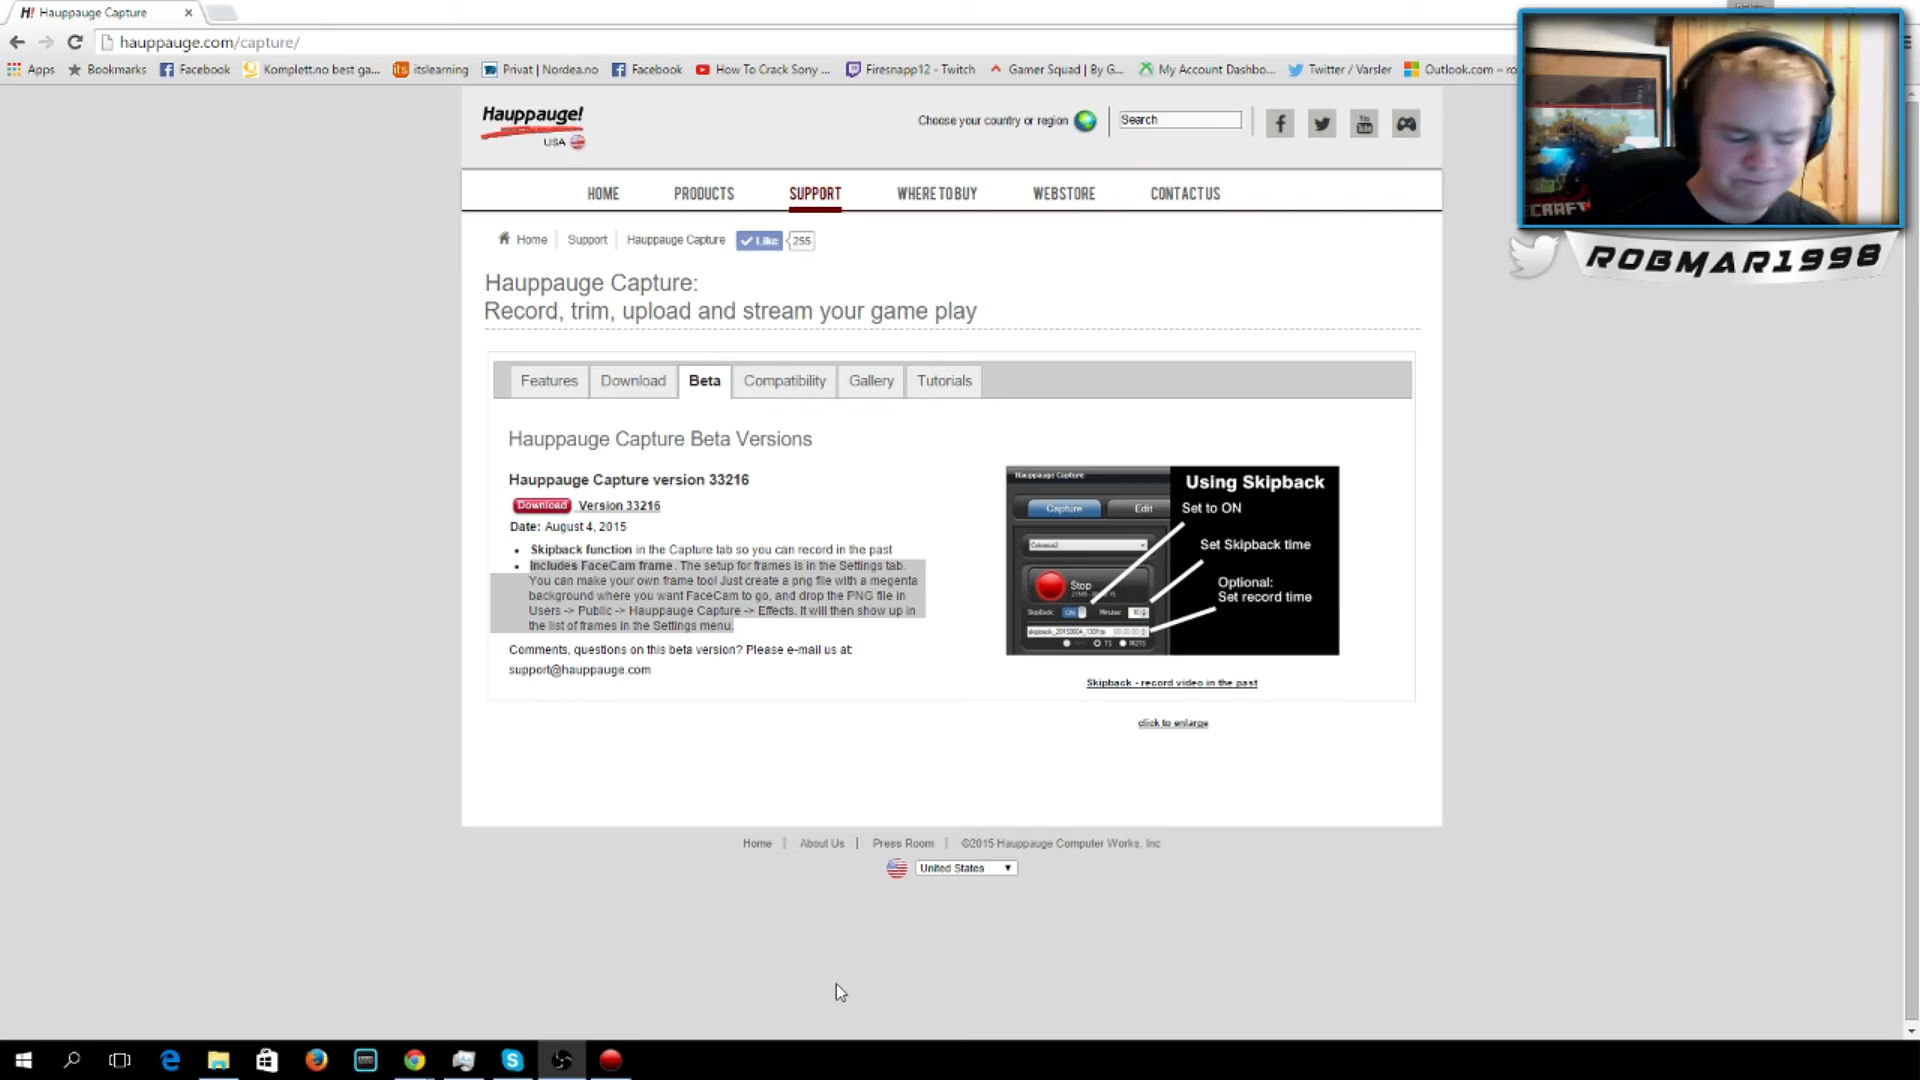 Hauppauge Capture
hauppauge.com/capture/
Apps Bookmarks Facebook Komplett.no best ga... itslearning Privat | Nordea.no Facebook How To Crack Sony ... Firesnapp12 - Twitch Gamer Squad | By G... My Account Dashbo... Twitter / Varsler Outlook.com – ro
ECRAFT
ROBMAR1998
Hauppauge!
USA
Choose your country or region
Search
HOME PRODUCTS SUPPORT WHERE TO BUY WEBSTORE CONTACT US
Home Support Hauppauge Capture Like 255
Hauppauge Capture:
Record, trim, upload and stream your game play
Features Download Beta Compatibility Gallery Tutorials
Hauppauge Capture Beta Versions
Hauppauge Capture version 33216
Download Version 33216
Date: August 4, 2015
• Skipback function in the Capture tab so you can record in the past
• Includes FaceCam frame. The setup for frames is in the Settings tab.
You can make your own frame too! Just create a png file with a megenta
background where you want FaceCam to go, and drop the PNG file in
Users -> Public -> Hauppauge Capture -> Effects. It will then show up in
the list of frames in the Settings menu.
Comments, questions on this beta version? Please e-mail us at:
support@hauppauge.com
Hauppauge Capture
Capture Edit
Colossus2
Stop
SkipBack: ON Minutes:
TS M2TS
Using Skipback
Set to ON
Set Skipback time
Optional:
Set record time
Skipback - record video in the past
click to enlarge
Home | About Us | Press Room | ©2015 Hauppauge Computer Works, Inc
United States